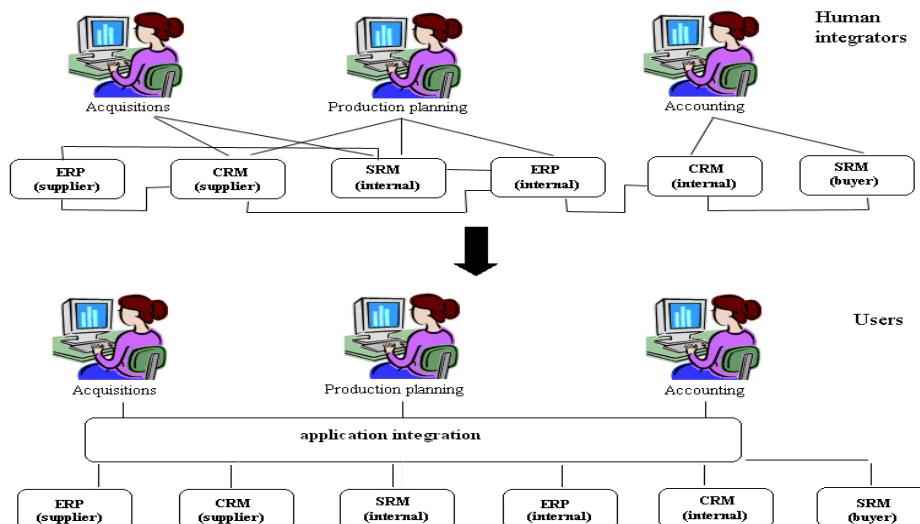 Human
integrators
Acquisitions
Production planning
Accounting
ERP
(supplier)
CRM
(supplier)
SRM
(internal)
ERP
(internal)
CRM
(internal)
SRM
(buyer)
Users
Acquisitions
Production planning
Accounting
application integration
ERP
(supplier)
CRM
(supplier)
SRM
(internal)
ERP
(internal)
CRM
(internal)
SRM
(buyer)